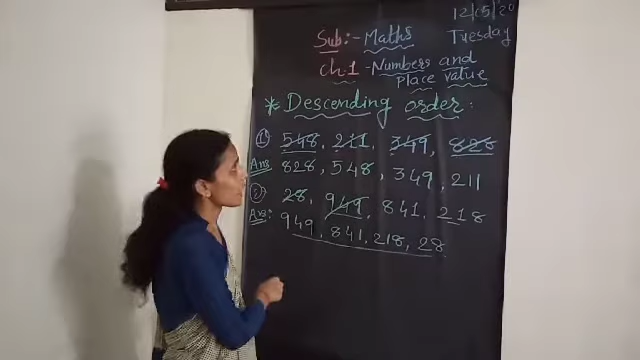 12/05/20
Sub:- Maths Tuesday
Ch.1 - Numbers and
place value
* Descending order:
① 548, 211, 349, 828
Ans 828, 548, 349, 211
② 28, 949, 841, 218
Ans: 949, 841, 218, 28